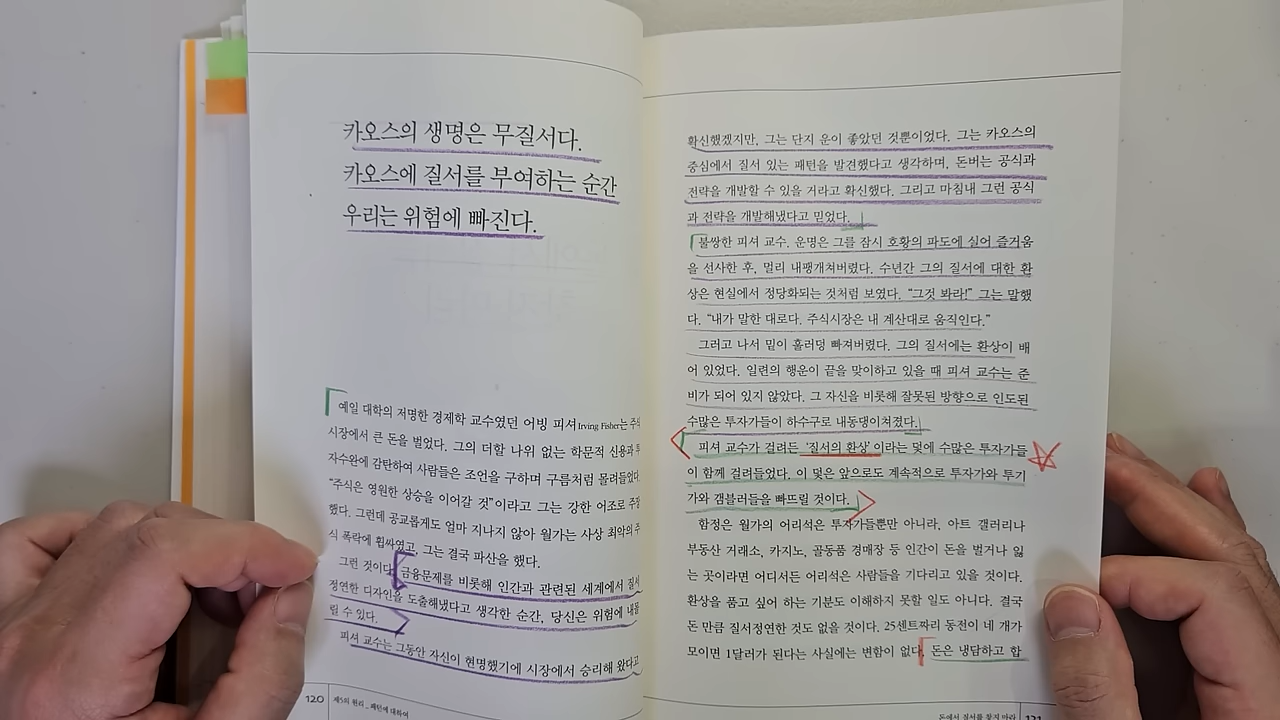 카오스의 생명은 무질서다.
카오스에 질서를 부여하는 순간
우리는 위험에 빠진다.
예일 대학의 저명한 경제학 교수였던 어빙 피셔Irving Fisher는 주식
시장에서 큰 돈을 벌었다. 그의 더할 나위 없는 학문적 신용과 투
자수완에 감탄하여 사람들은 조언을 구하며 구름처럼 몰려들었다.
“주식은 영원한 상승을 이어갈 것”이라고 그는 강한 어조로 주장
했다. 그런데 공교롭게도 얼마 지나지 않아 월가는 사상 최악의 주
식 폭락에 휩싸였고, 그는 결국 파산을 했다.
그런 것이다. 금융문제를 비롯해 인간과 관련된 세계에서 질서
정연한 디자인을 도출해냈다고 생각한 순간, 당신은 위험에 내몰
릴 수 있다.
피셔 교수는 그동안 자신이 현명했기에 시장에서 승리해 왔다고
120 제5의 원리 _ 패턴에 대하여
확신했겠지만, 그는 단지 운이 좋았던 것뿐이었다. 그는 카오스의
중심에서 질서 있는 패턴을 발견했다고 생각하며, 돈버는 공식과
전략을 개발할 수 있을 거라고 확신했다. 그리고 마침내 그런 공식
과 전략을 개발해냈다고 믿었다.
불쌍한 피셔 교수. 운명은 그를 잠시 호황의 파도에 실어 즐거움
을 선사한 후, 멀리 내팽개쳐버렸다. 수년간 그의 질서에 대한 환
상은 현실에서 정당화되는 것처럼 보였다. “그것 봐라!” 그는 말했
다. “내가 말한 대로다. 주식시장은 내 계산대로 움직인다.”
그러고 나서 밑이 홀러덩 빠져버렸다. 그의 질서에는 환상이 배
어 있었다. 일련의 행운이 끝을 맞이하고 있을 때 피셔 교수는 준
비가 되어 있지 않았다. 그 자신을 비롯해 잘못된 방향으로 인도된
수많은 투자가들이 하수구로 내동댕이쳐졌다.
피셔 교수가 걸려든 ‘질서의 환상’이라는 덫에 수많은 투자가들
이 함께 걸려들었다. 이 덫은 앞으로도 계속적으로 투자가와 투기
가와 갬블러들을 빠뜨릴 것이다.
함정은 월가의 어리석은 투자가들뿐만 아니라, 아트 갤러리나
부동산 거래소, 카지노, 골동품 경매장 등 인간이 돈을 벌거나 잃
는 곳이라면 어디서든 어리석은 사람들을 기다리고 있을 것이다.
환상을 품고 싶어 하는 기분도 이해하지 못할 일도 아니다. 결국
돈 만큼 질서정연한 것도 없을 것이다. 25센트짜리 동전이 네 개가
모이면 1달러가 된다는 사실에는 변함이 없다. 돈은 냉담하고 합
돈에서 질서를 찾지 마라 121